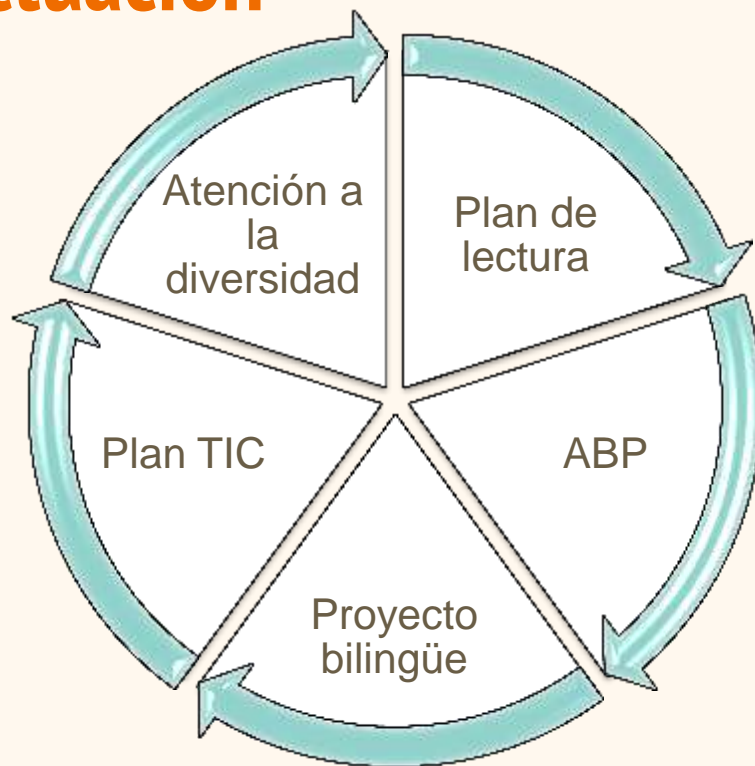 Atención a
la
diversidad
Plan de
lectura
Plan TIC
ABP
Proyecto
bilingüe